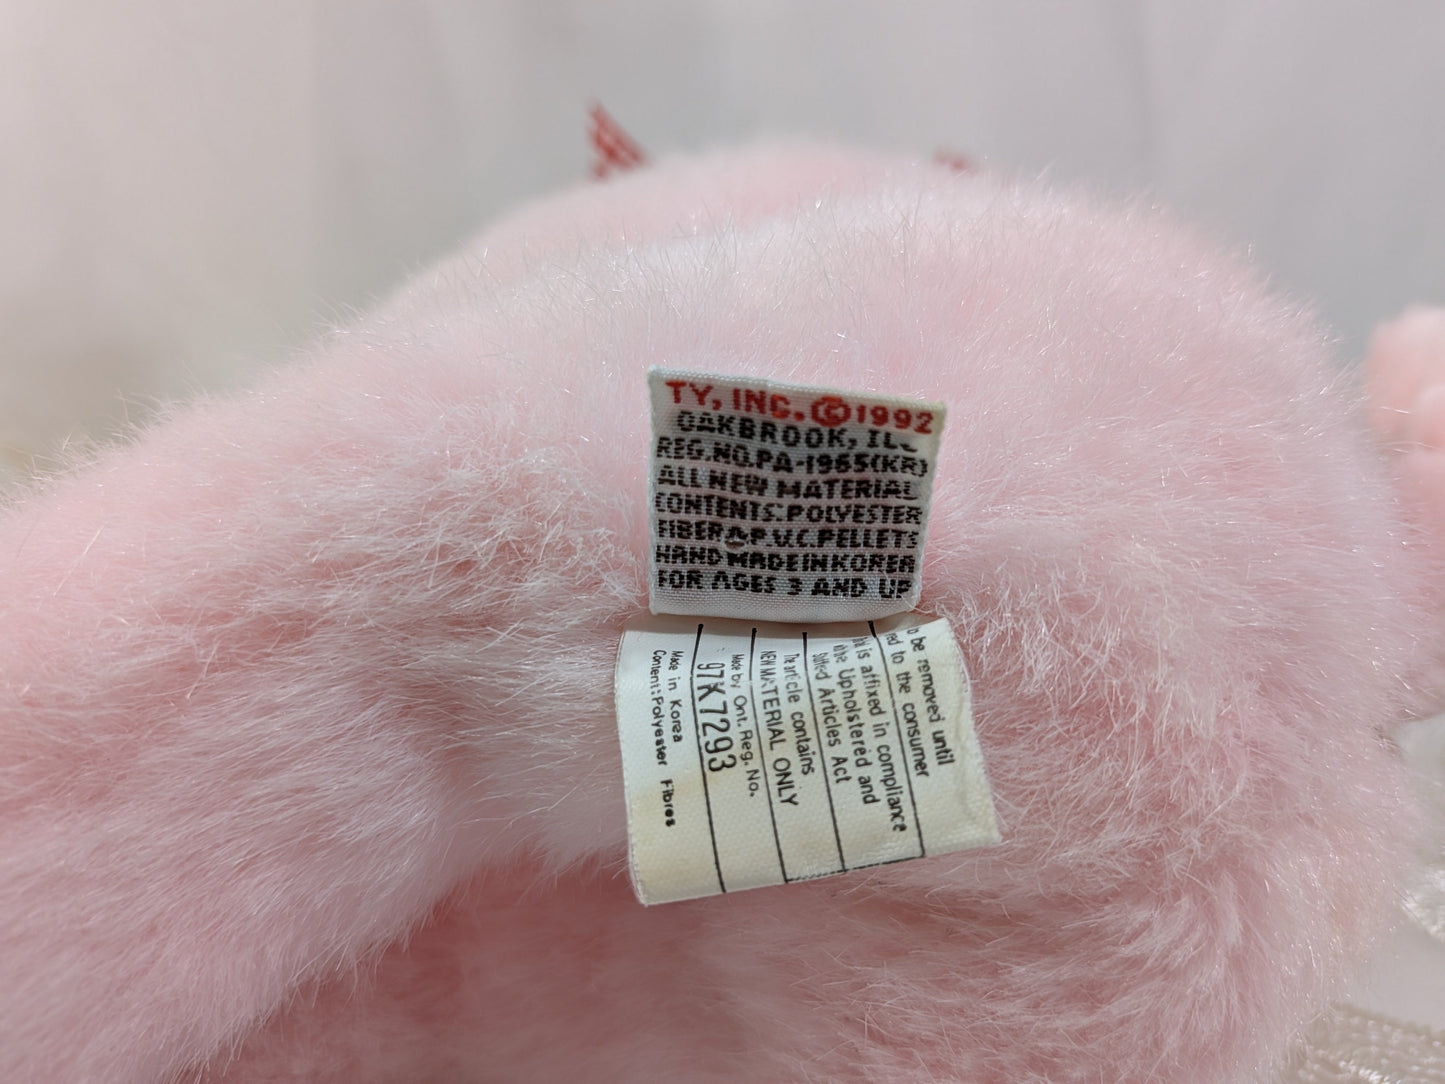 TY, INC. ©1992
OAKBROOK, IL
REG.NO.PA-1965(KR)
ALL NEW MATERIAL
CONTENTS:POLYESTER
FIBER & P.V.C.PELLETS
HAND MADE IN KOREA
FOR AGES 3 AND UP
be removed until
to the consumer
is affixed in compliance
the Upholstered and
Stuffed Articles Act
The article contains
NEW MATERIAL ONLY
Made by Ont. Reg. No.
97K7293
Made in Korea
Content:Polyester Fibres